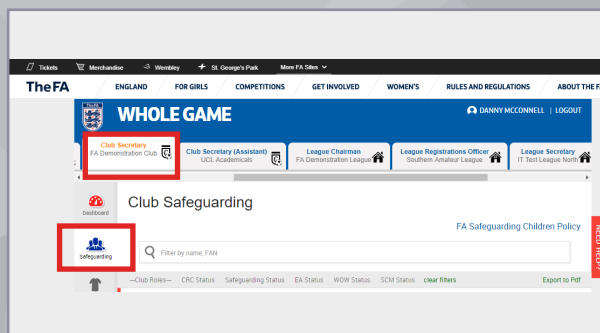 Tickets Merchandise Wembley St. George's Park More FA Sites
TheFA ENGLAND FOR GIRLS COMPETITIONS GET INVOLVED WOMEN'S RULES AND REGULATIONS ABOUT THE F
TheFA
WHOLE GAME
DANNY MCCONNELL | LOGOUT
Club Secretary
FA Demonstration Club
Club Secretary (Assistant)
UCL Academicals
League Chairman
FA Demonstration League
League Registrations Officer
Southern Amateur League
League Secretary
IT Test League North
Dashboard
Club Safeguarding
FA Safeguarding Children Policy
Safeguarding
Filter by name, FAN
—Club Roles— CRC Status Safeguarding Status EA Status WOW Status SCM Status clear filters Export to Pdf
NEED HELP?